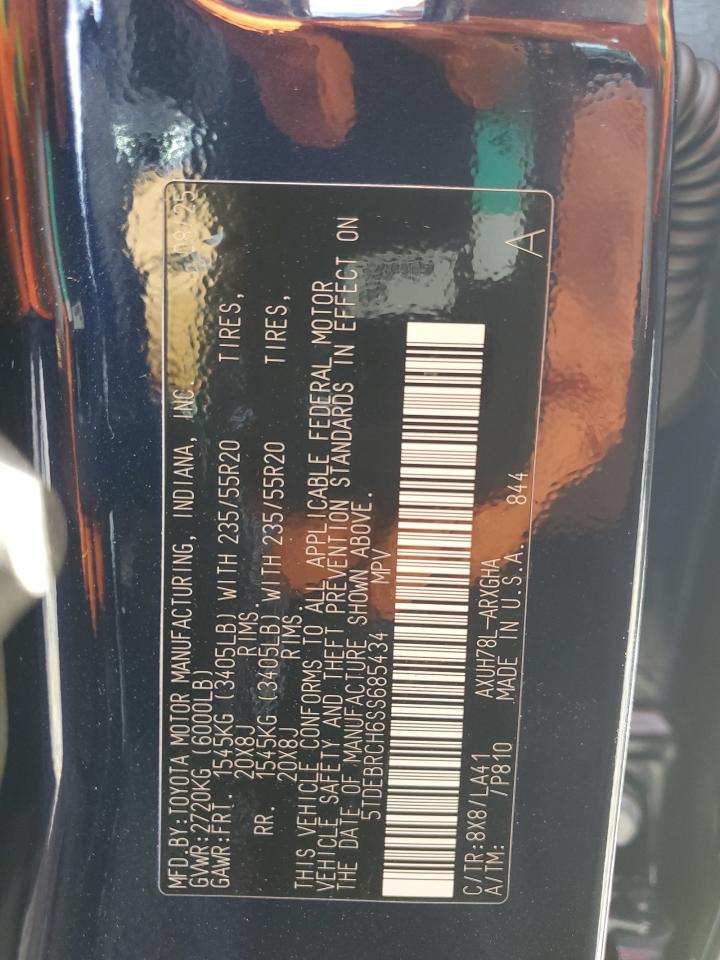 MFD.BY:TOYOTA MOTOR MANUFACTURING, INDIANA, INC. 08/25
GVWR:2720KG (6000LB)
GAWR:FRT. 1545KG (3405LB) WITH 235/55R20 TIRES,
20X8J RIMS.
RR. 1545KG (3405LB) WITH 235/55R20 TIRES,
20X8J RIMS.
THIS VEHICLE CONFORMS TO ALL APPLICABLE FEDERAL MOTOR
VEHICLE SAFETY AND THEFT PREVENTION STANDARDS IN EFFECT ON
THE DATE OF MANUFACTURE SHOWN ABOVE.
5TDEBRCH6SS685434 MPV
C/TR:8X8/LA41 AXUH78L-ARXGHA A
A/TM: /P810 MADE IN U.S.A. 844